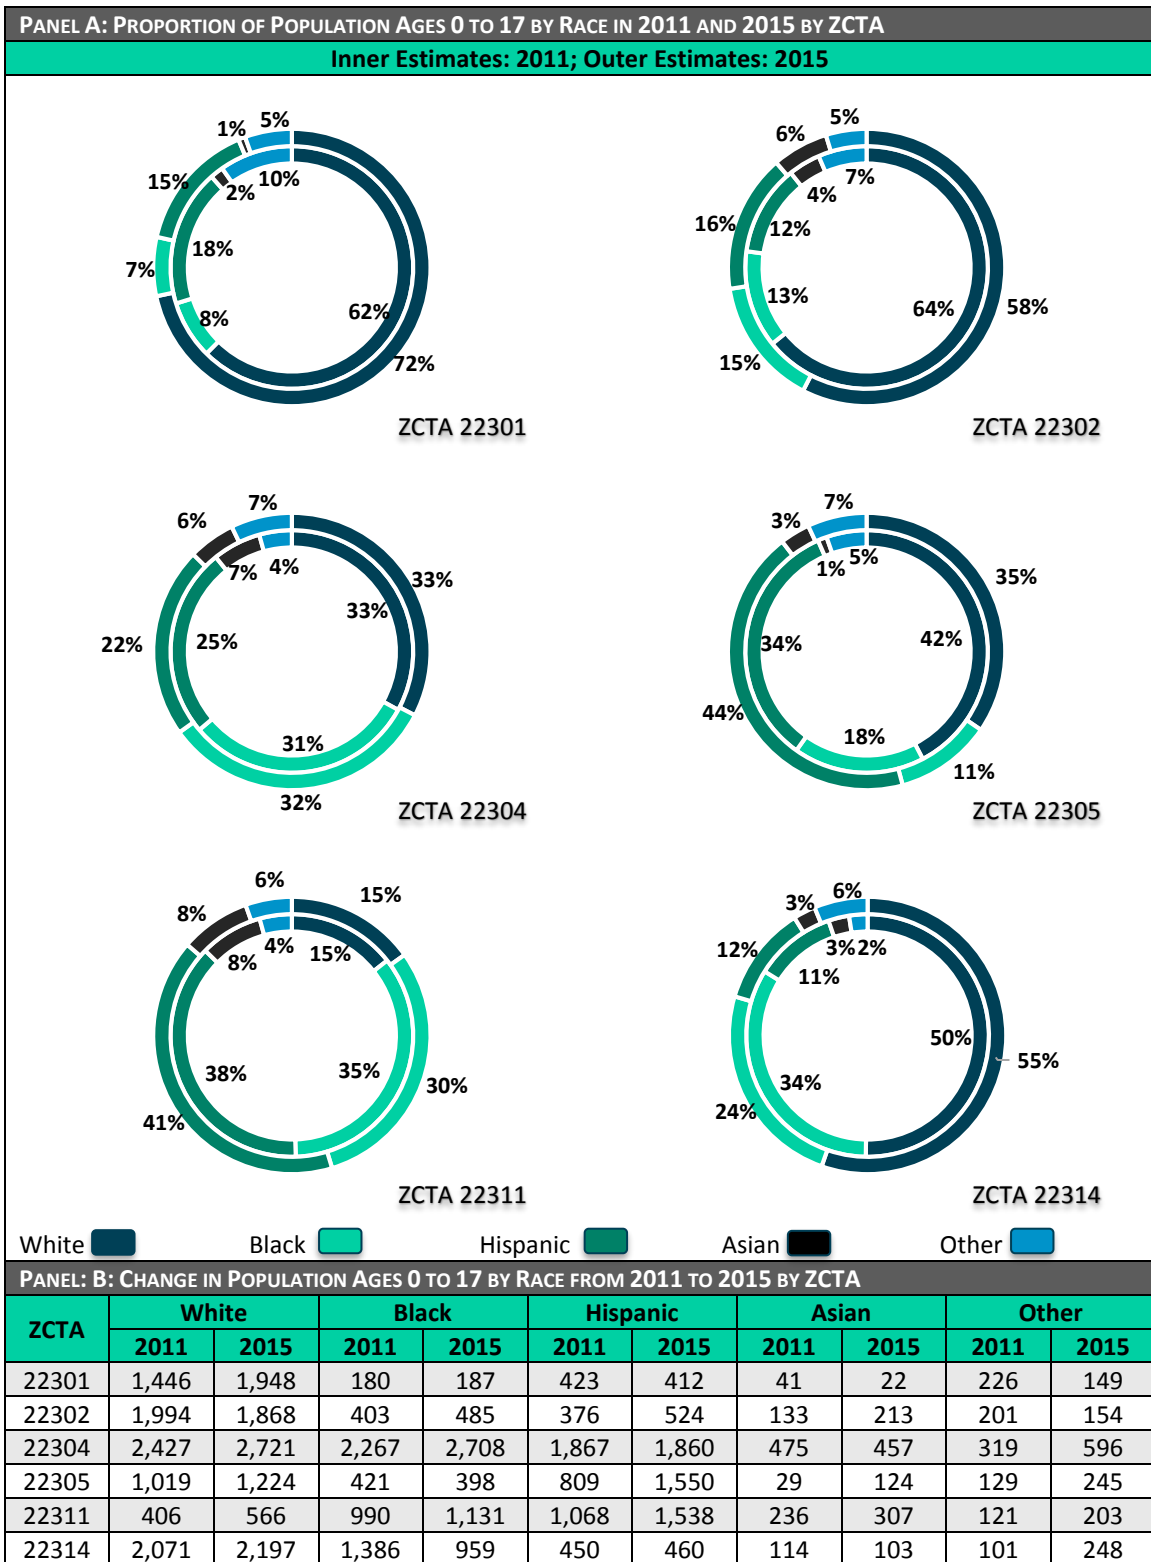 PANEL A: PROPORTION OF POPULATION AGES 0 TO 17 BY RACE IN 2011 AND 2015 BY ZCTA
Inner Estimates: 2011; Outer Estimates: 2015
1% 5%
15% 2% 10%
18%
7%
8% 62%
72%
ZCTA 22301
6% 5%
4% 7%
16% 12%
13% 64% 58%
15%
ZCTA 22302
6% 7%
7% 4%
33%
33%
22% 25%
31%
32%
ZCTA 22304
3% 7%
1% 5%
35%
34% 42%
44%
18%
11%
ZCTA 22305
8% 6% 15%
8% 4% 15%
38% 35%
41% 30%
ZCTA 22311
3% 6%
12% 3% 2%
11%
50%
55%
34%
24%
ZCTA 22314
White Black Hispanic Asian Other
PANEL: B: CHANGE IN POPULATION AGES 0 TO 17 BY RACE FROM 2011 TO 2015 BY ZCTA
ZCTA White Black Hispanic Asian Other
2011 2015 2011 2015 2011 2015 2011 2015 2011 2015
22301 1,446 1,948 180 187 423 412 41 22 226 149
22302 1,994 1,868 403 485 376 524 133 213 201 154
22304 2,427 2,721 2,267 2,708 1,867 1,860 475 457 319 596
22305 1,019 1,224 421 398 809 1,550 29 124 129 245
22311 406 566 990 1,131 1,068 1,538 236 307 121 203
22314 2,071 2,197 1,386 959 450 460 114 103 101 248